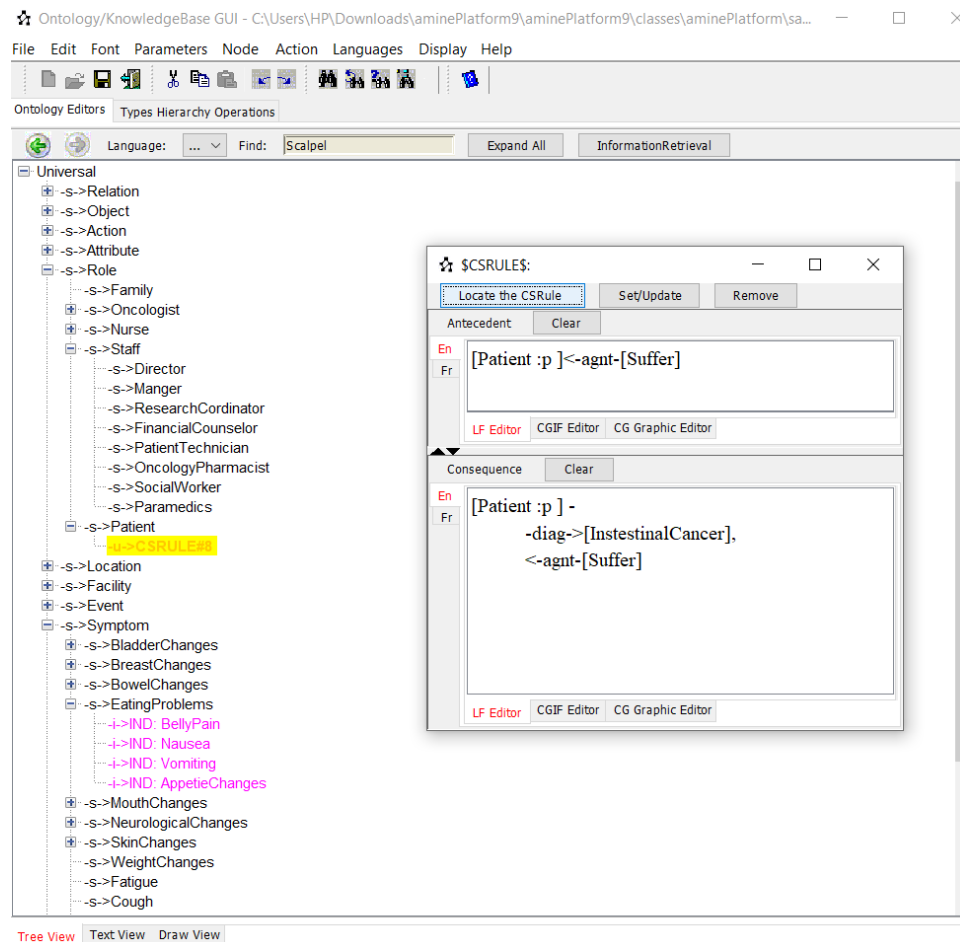 Ontology/KnowledgeBase GUI - C:\Users\HP\Downloads\aminePlatform9\aminePlatform9\classes\aminePlatform\sa...
File Edit Font Parameters Node Action Languages Display Help
Ontology Editors Types Hierarchy Operations
Language: ... Find: Scalpel Expand All InformationRetrieval
Universal
-s->Relation
-s->Object
-s->Action
-s->Attribute
-s->Role
-s->Family
-s->Oncologist
-s->Nurse
-s->Staff
-s->Director
-s->Manger
-s->ResearchCordinator
-s->FinancialCounselor
-s->PatientTechnician
-s->OncologyPharmacist
-s->SocialWorker
-s->Paramedics
-s->Patient
-u->CSRULE#8
-s->Location
-s->Facility
-s->Event
-s->Symptom
-s->BladderChanges
-s->BreastChanges
-s->BowelChanges
-s->EatingProblems
-i->IND: BellyPain
-i->IND: Nausea
-i->IND: Vomiting
-i->IND: AppetieChanges
-s->MouthChanges
-s->NeurologicalChanges
-s->SkinChanges
-s->WeightChanges
-s->Fatigue
-s->Cough
Tree View Text View Draw View
$CSRULE$:
Locate the CSRule Set/Update Remove
Antecedent Clear
En
Fr
[Patient :p ]<-agnt-[Suffer]
LF Editor CGIF Editor CG Graphic Editor
Consequence Clear
En
Fr
[Patient :p ] -
-diag->[InstestinalCancer],
<-agnt-[Suffer]
LF Editor CGIF Editor CG Graphic Editor